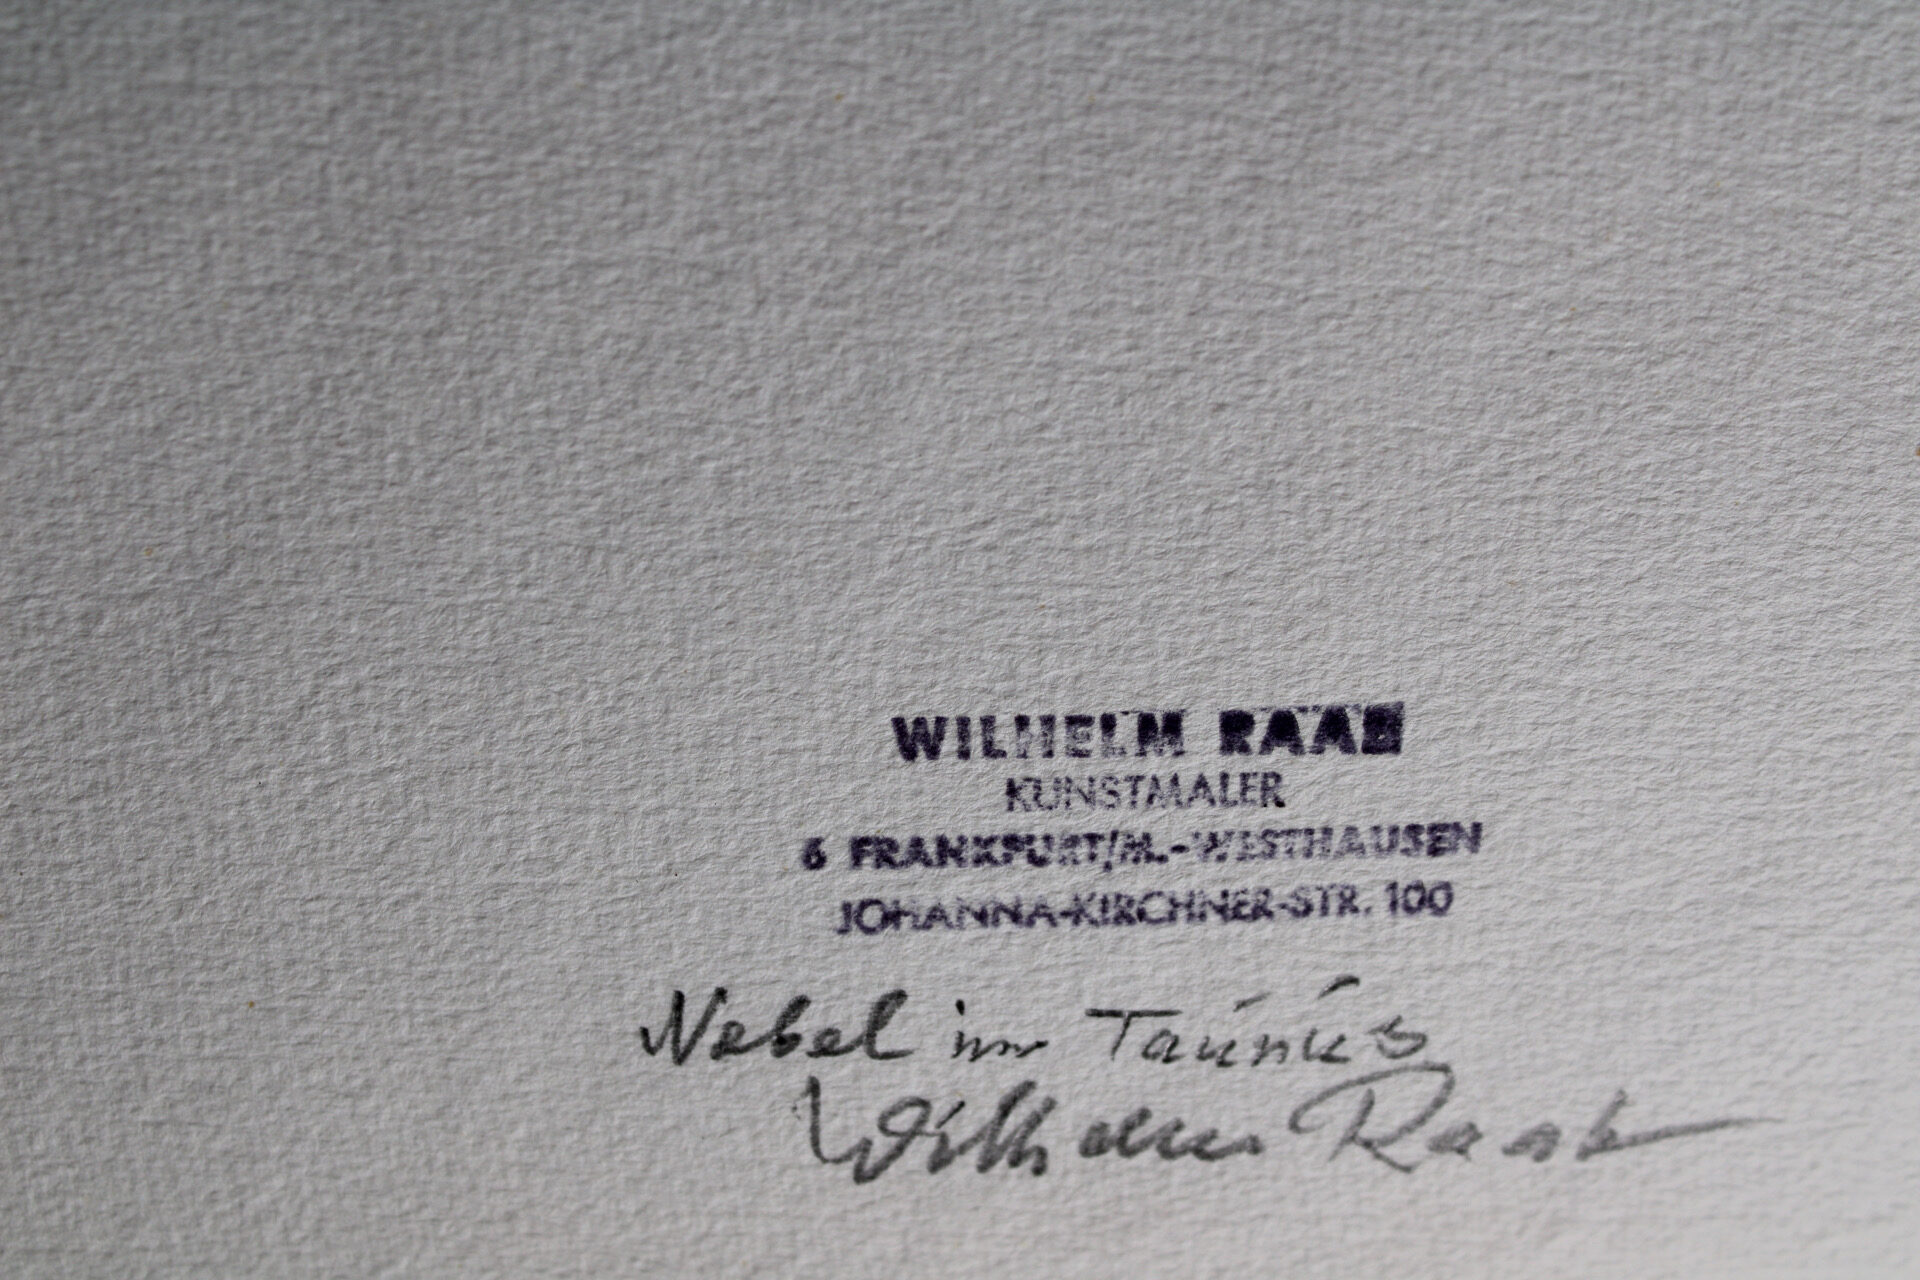 WILHELM RAAB
KUNSTMALER
6 FRANKFURT/M.-WESTHAUSEN
JOHANNA-KIRCHNER-STR. 100
Nebel im Taunus
Wilhelm Raab